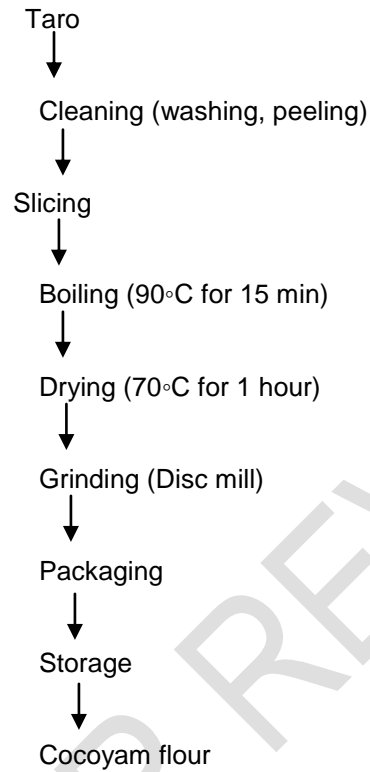 Taro
Cleaning (washing, peeling)
Slicing
Boiling (90◦C for 15 min)
Drying (70◦C for 1 hour)
Grinding (Disc mill)
Packaging
Storage
Cocoyam flour